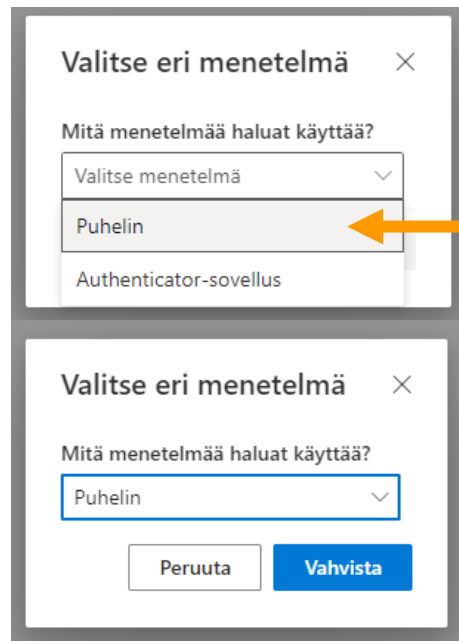 Valitse eri menetelmä
Mitä menetelmää haluat käyttää?
Valitse menetelmä
Puhelin
Authenticator-sovellus
Valitse eri menetelmä
Mitä menetelmää haluat käyttää?
Puhelin
Peruuta Vahvista